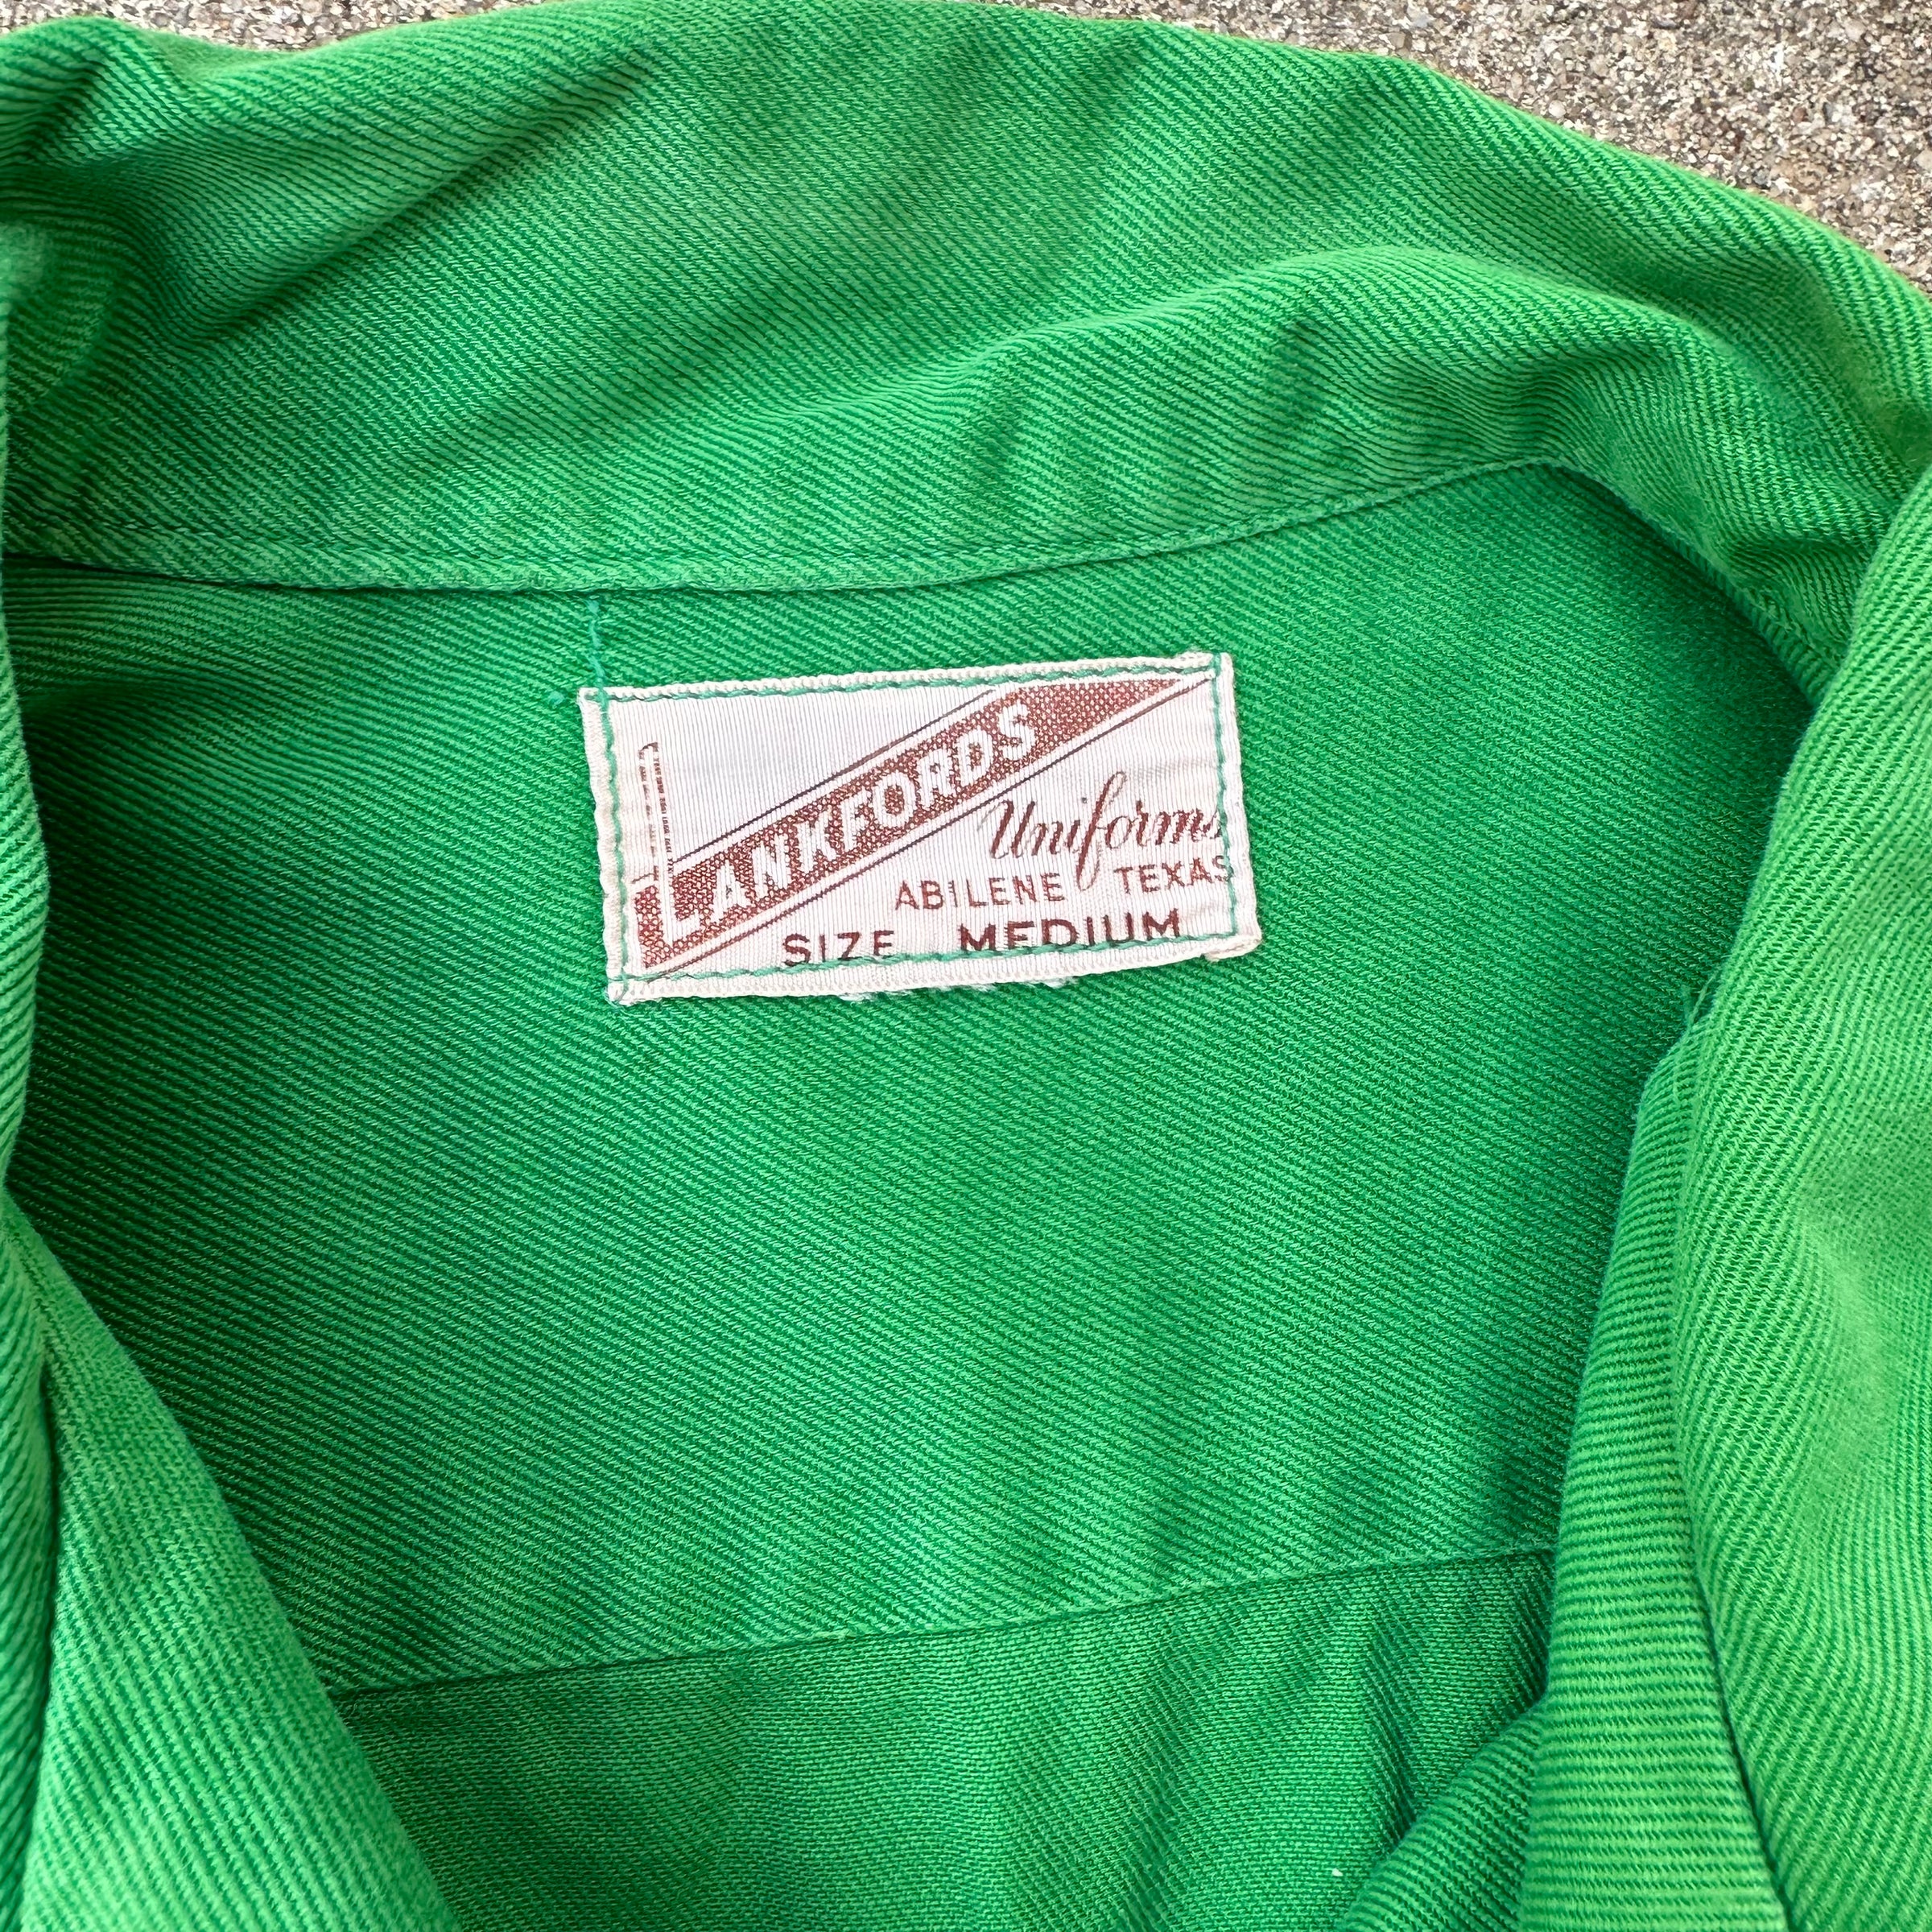 LANKFORDS
Uniforms
ABILENE TEXAS
SIZE MEDIUM